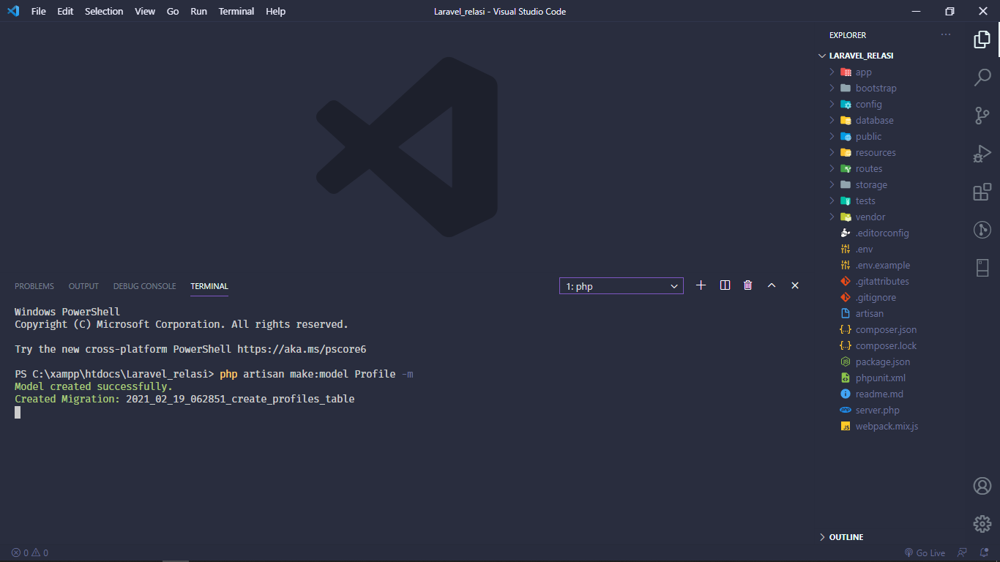 File Edit Selection View Go Run Terminal Help
Laravel_relasi - Visual Studio Code
EXPLORER
LARAVEL_RELASI
app
bootstrap
config
database
public
resources
routes
storage
tests
vendor
.editorconfig
.env
.env.example
.gitattributes
.gitignore
artisan
composer.json
composer.lock
package.json
phpunit.xml
readme.md
server.php
webpack.mix.js
OUTLINE
PROBLEMS OUTPUT DEBUG CONSOLE TERMINAL
1: php
Windows PowerShell
Copyright (C) Microsoft Corporation. All rights reserved.
Try the new cross-platform PowerShell https://aka.ms/pscore6
PS C:\xampp\htdocs\Laravel_relasi> php artisan make:model Profile -m
Model created successfully.
Created Migration: 2021_02_19_062851_create_profiles_table
0 0
Go Live